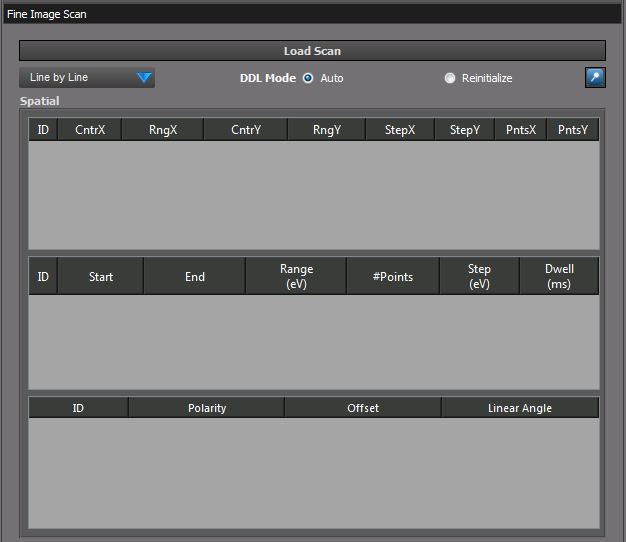 Fine Image Scan
Load Scan
Line by Line DDL Mode Auto Reinitialize
Spatial
ID CntrX RngX CntrY RngY StepX StepY PntsX PntsY
ID Start End Range (eV) #Points Step (eV) Dwell (ms)
ID Polarity Offset Linear Angle